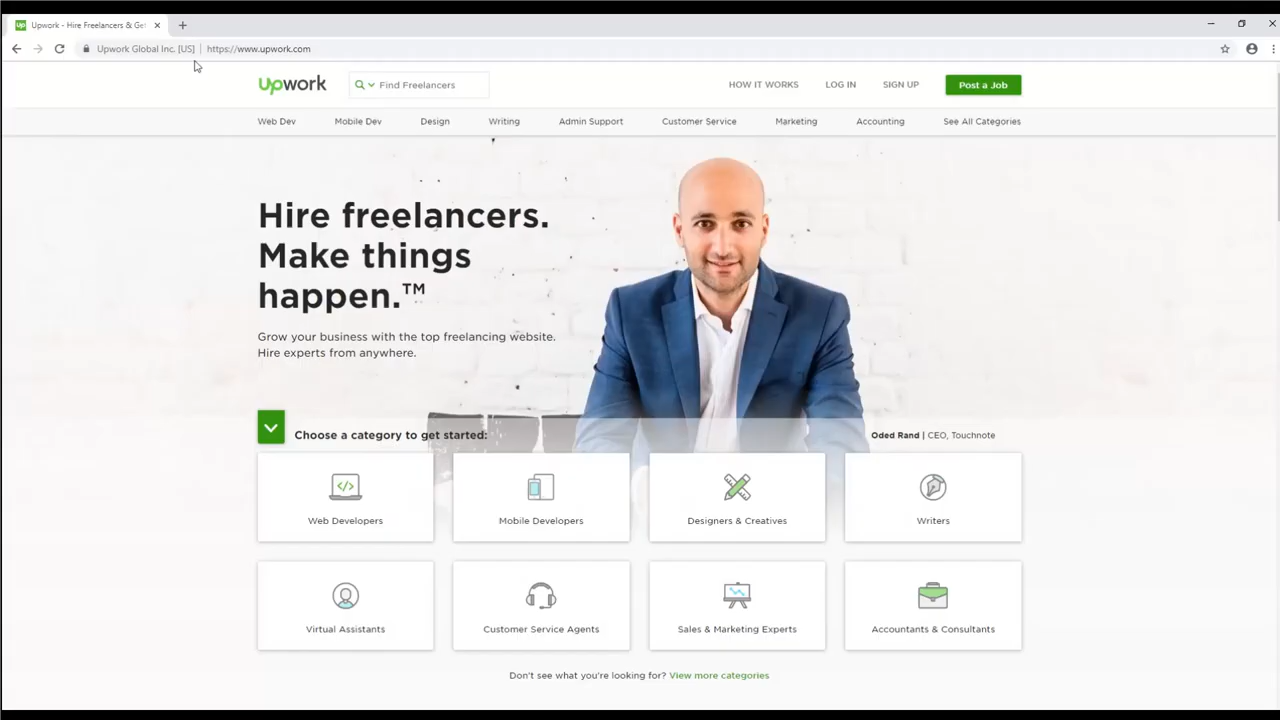 Upwork - Hire Freelancers & Get
Upwork Global Inc. [US] https://www.upwork.com
Upwork Find Freelancers HOW IT WORKS LOG IN SIGN UP Post a Job
Web Dev Mobile Dev Design Writing Admin Support Customer Service Marketing Accounting See All Categories
Hire freelancers.
Make things
happen.™
Grow your business with the top freelancing website.
Hire experts from anywhere.
Choose a category to get started:
Oded Rand | CEO, Touchnote
Web Developers Mobile Developers Designers & Creatives Writers
Virtual Assistants Customer Service Agents Sales & Marketing Experts Accountants & Consultants
Don't see what you're looking for? View more categories